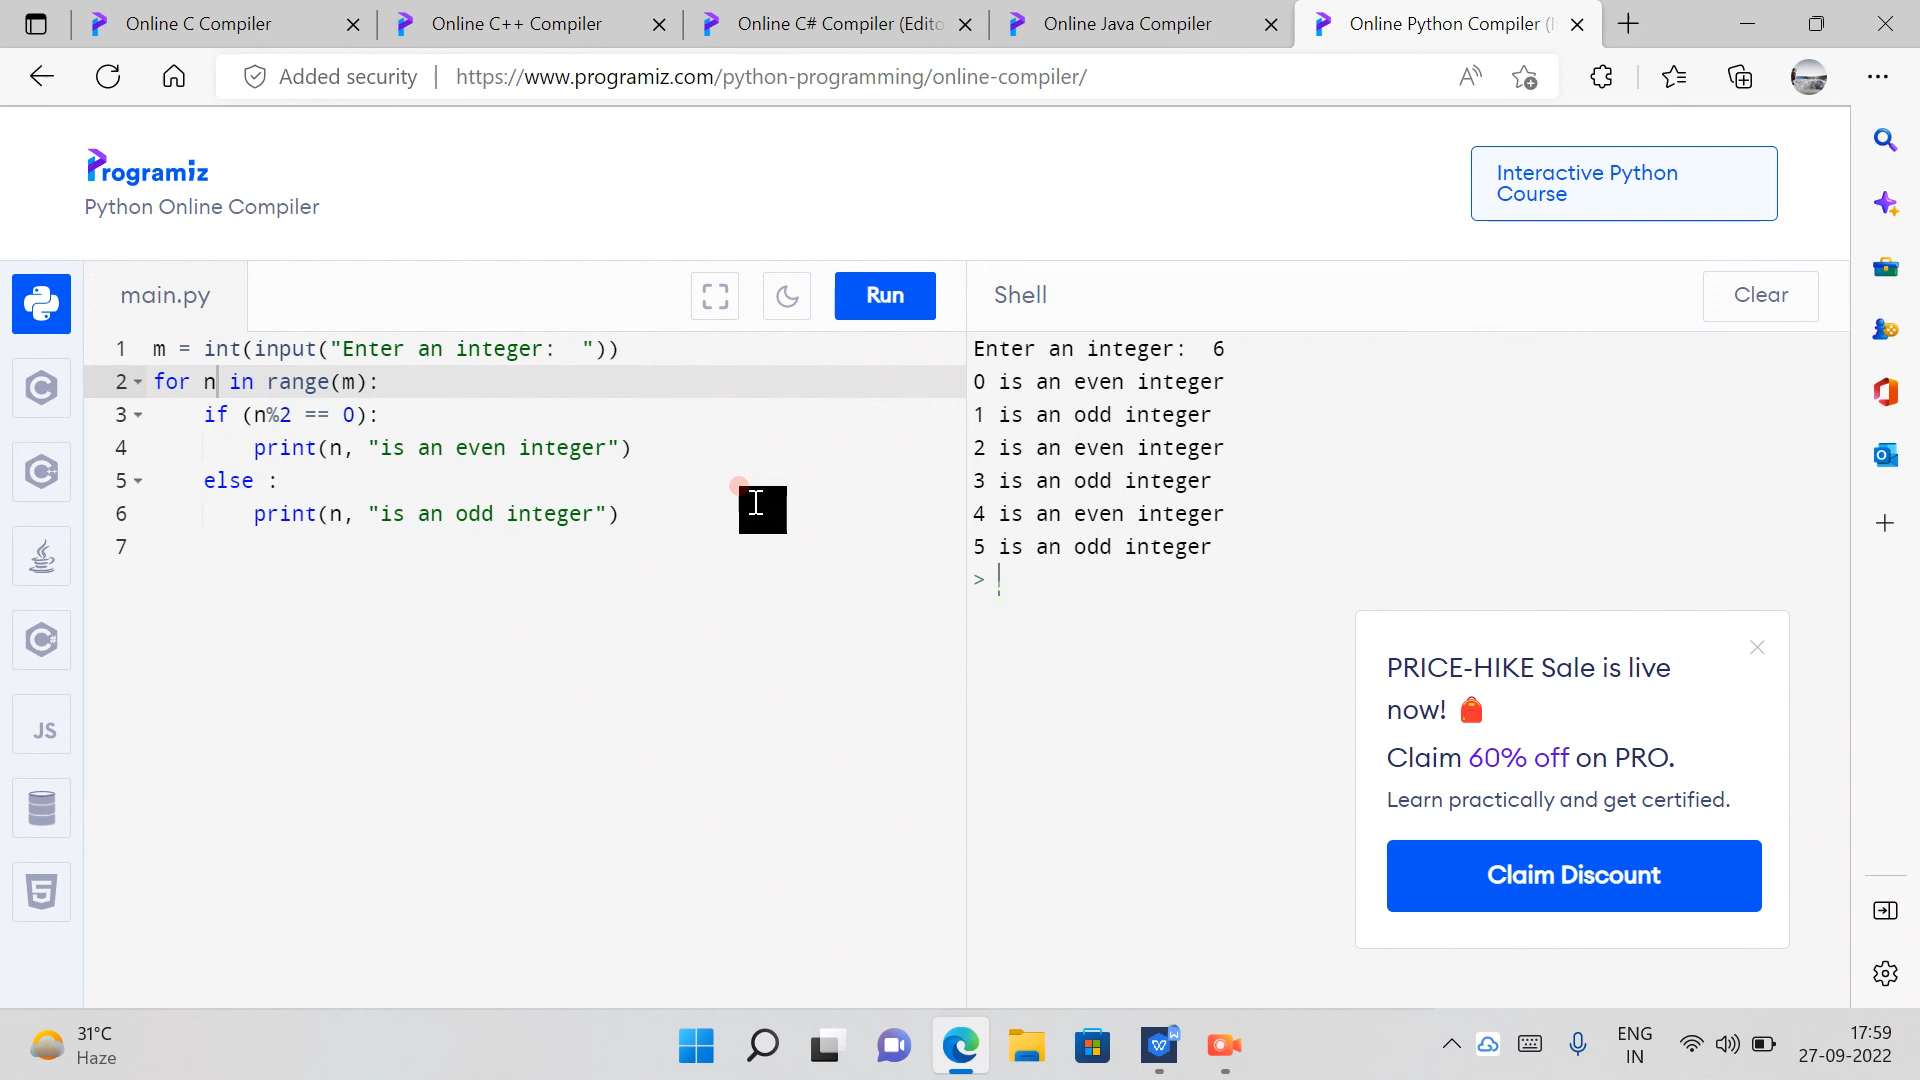 Online C Compiler
Online C++ Compiler
Online C# Compiler (Edito
Online Java Compiler
Online Python Compiler (I
Added security
https://www.programiz.com/python-programming/online-compiler/
Programiz
Python Online Compiler
Interactive Python
Course
main.py
Run
Shell
Clear
1 m = int(input("Enter an integer:  "))
2 for n in range(m):
3 if (n%2 == 0):
4 print(n, "is an even integer")
5 else :
6 print(n, "is an odd integer")
7
Enter an integer:  6
0 is an even integer
1 is an odd integer
2 is an even integer
3 is an odd integer
4 is an even integer
5 is an odd integer
>
JS
PRICE-HIKE Sale is live
now!
Claim 60% off on PRO.
Learn practically and get certified.
Claim Discount
31°C
Haze
ENG
IN
17:59
27-09-2022